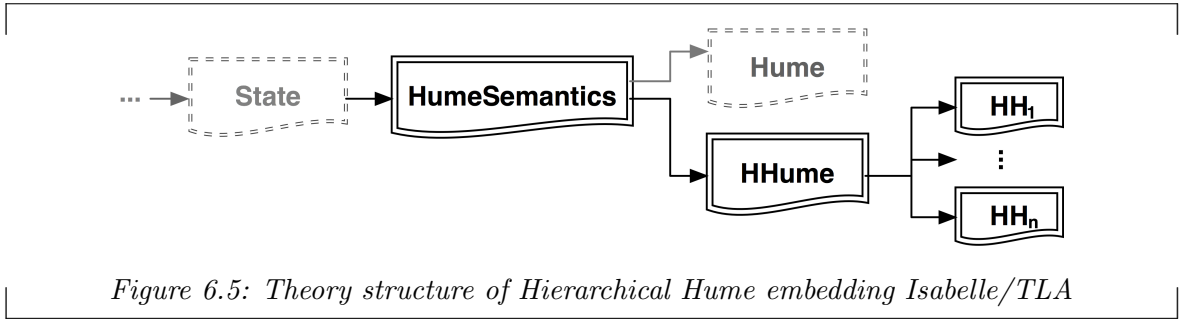 ... State HumeSemantics Hume
HHume
HH₁
⋮
HHₙ
Figure 6.5: Theory structure of Hierarchical Hume embedding Isabelle/TLA